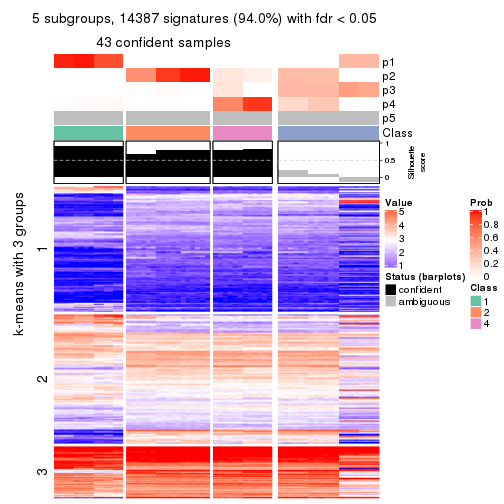 5 subgroups, 14387 signatures (94.0%) with fdr < 0.05
43 confident samples
p1
p2
p3
p4
p5
Class
1
0.5
0
Silhouette
score
k-means with 3 groups
1
2
3
Value
5
4
3
2
1
Status (barplots)
confident
ambiguous
Prob
1
0.8
0.6
0.4
0.2
0
Class
1
2
4